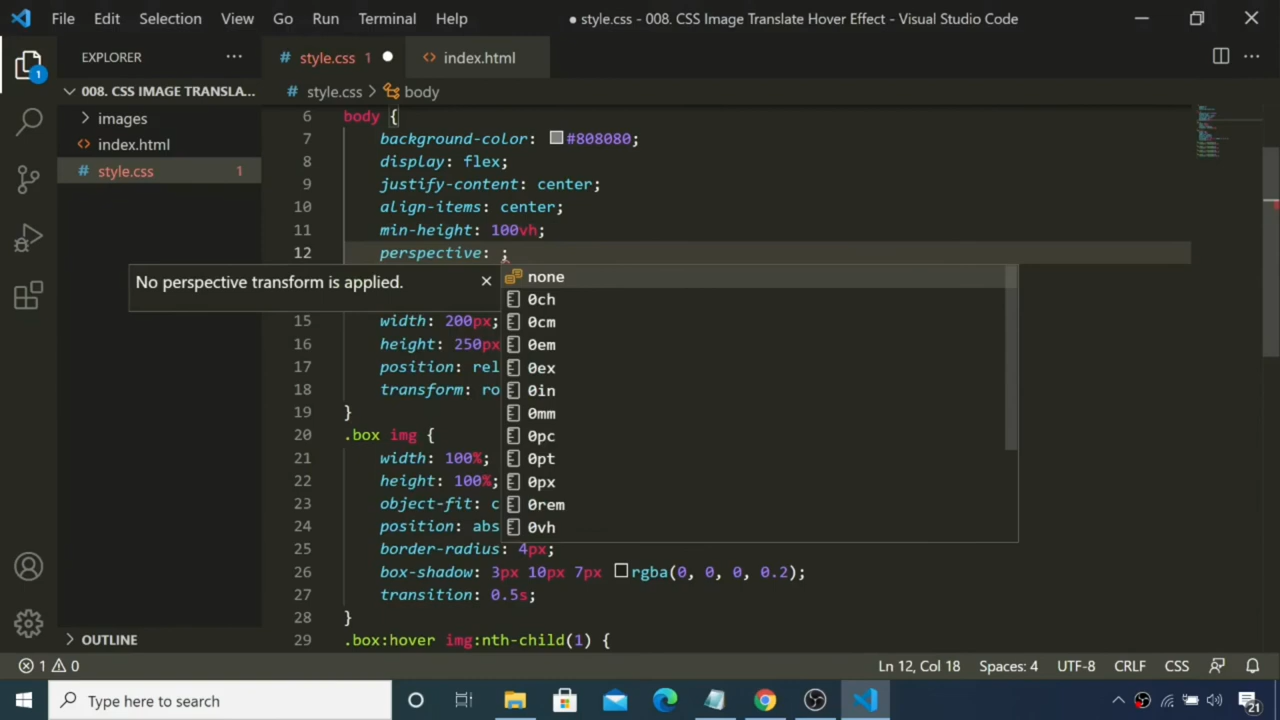 File Edit Selection View Go Run Terminal Help
● style.css - 008. CSS Image Translate Hover Effect - Visual Studio Code
EXPLORER
# style.css 1 ●
<> index.html
008. CSS IMAGE TRANSLA...
# style.css > body
images
<> index.html
# style.css 1
6 body {
7 background-color: #808080;
8 display: flex;
9 justify-content: center;
10 align-items: center;
11 min-height: 100vh;
12 perspective: ;
No perspective transform is applied.
none
0ch
0cm
0em
0ex
0in
0mm
0pc
0pt
0px
0rem
0vh
15 width: 200px;
16 height: 250px
17 position: rel
18 transform: ro
19 }
20 .box img {
21 width: 100%;
22 height: 100%;
23 object-fit: c
24 position: abs
25 border-radius: 4px;
26 box-shadow: 3px 10px 7px rgba(0, 0, 0, 0.2);
27 transition: 0.5s;
28 }
29 .box:hover img:nth-child(1) {
1
OUTLINE
1 0
Ln 12, Col 18 Spaces: 4 UTF-8 CRLF CSS
Type here to search
21